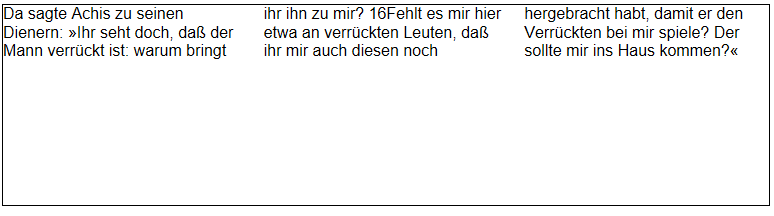 Da sagte Achis zu seinen
Dienern: »Ihr seht doch, daß der
Mann verrückt ist: warum bringt
ihr ihn zu mir? 16Fehlt es mir hier
etwa an verrückten Leuten, daß
ihr mir auch diesen noch
hergebracht habt, damit er den
Verrückten bei mir spiele? Der
sollte mir ins Haus kommen?«